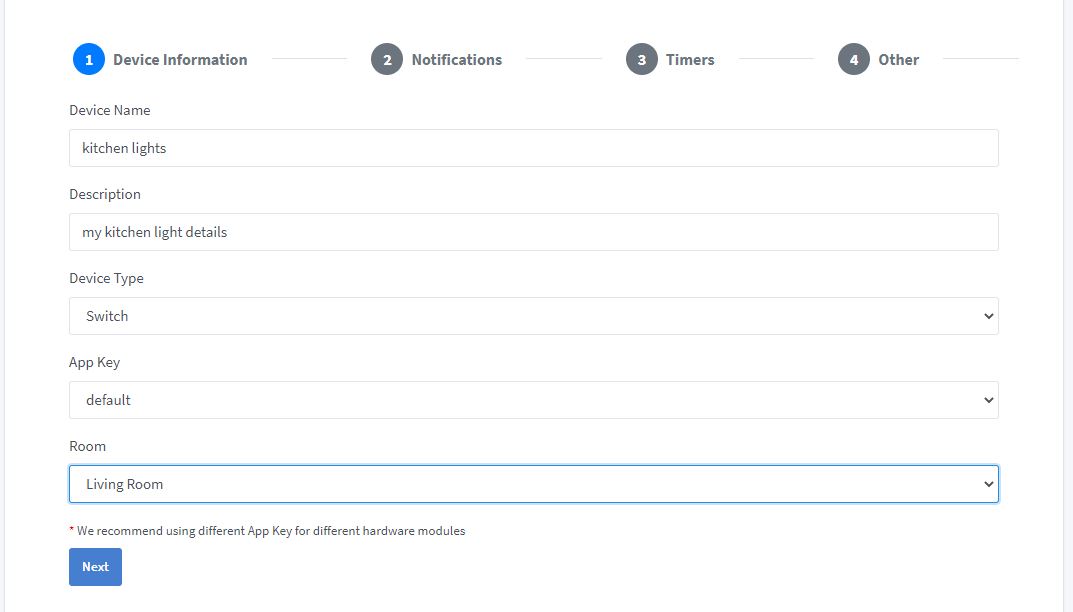 1 Device Information 2 Notifications 3 Timers 4 Other
Device Name
kitchen lights
Description
my kitchen light details
Device Type
Switch
App Key
default
Room
Living Room
* We recommend using different App Key for different hardware modules
Next